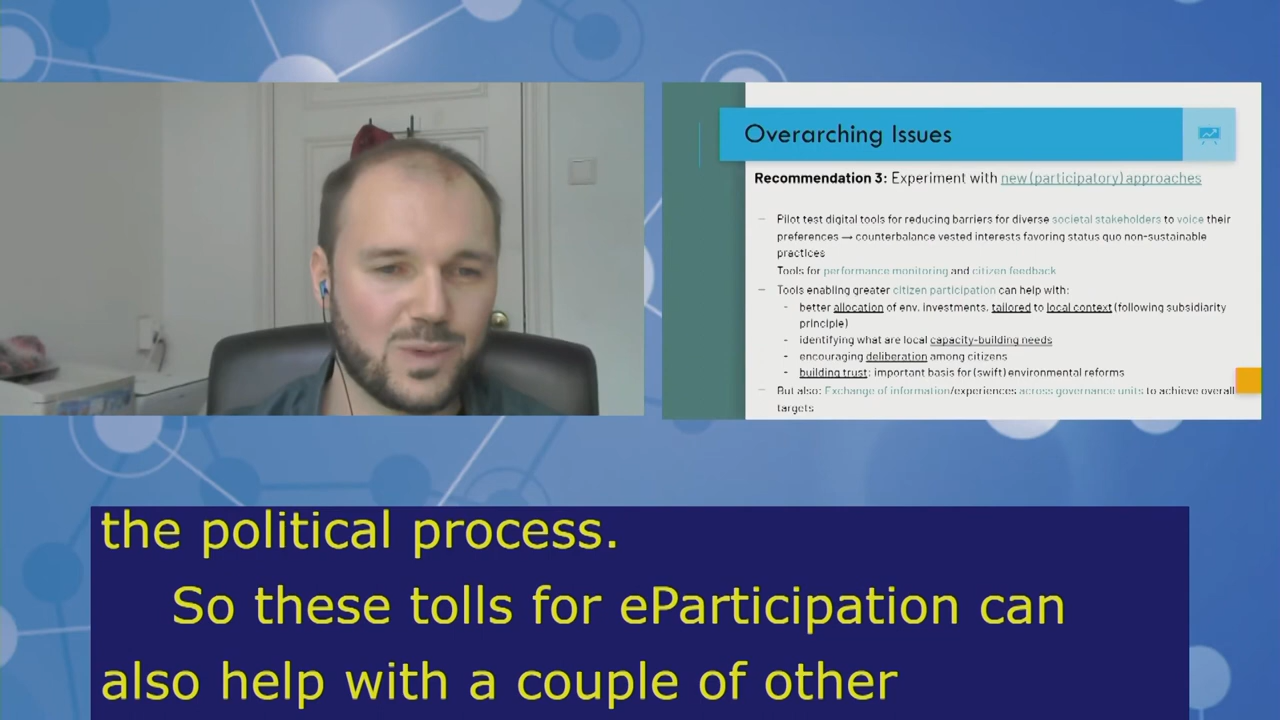 Overarching Issues
Recommendation 3: Experiment with new (participatory) approaches
– Pilot test digital tools for reducing barriers for diverse societal stakeholders to voice their
preferences → counterbalance vested interests favoring status quo non-sustainable
practices
Tools for performance monitoring and citizen feedback
– Tools enabling greater citizen participation can help with:
- better allocation of env. investments, tailored to local context (following subsidiarity
principle)
- identifying what are local capacity-building needs
- encouraging deliberation among citizens
- building trust: important basis for (swift) environmental reforms
– But also: Exchange of information/experiences across governance units to achieve overall
targets
the political process.
So these tolls for eParticipation can
also help with a couple of other